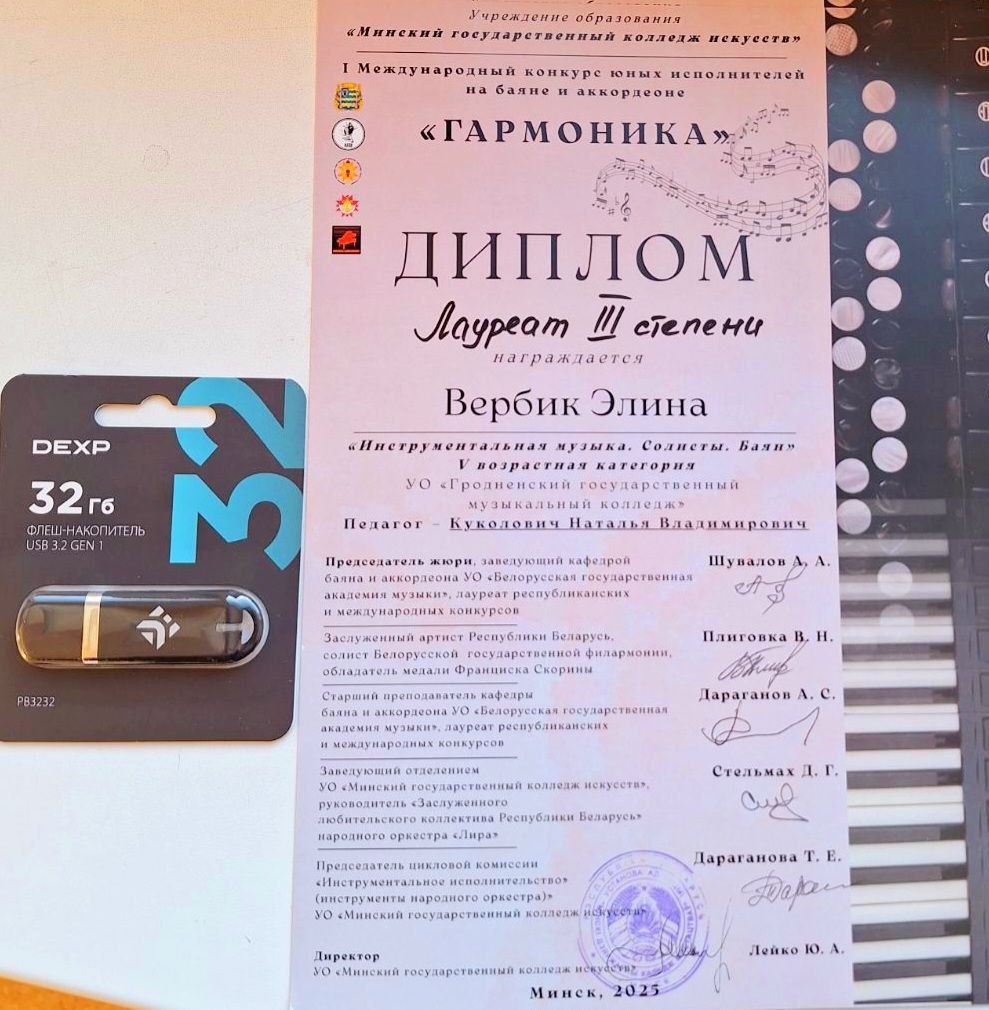 Учреждение образования
«Минский государственный колледж искусств»
I Международный конкурс юных исполнителей
на баяне и аккордеоне
«ГАРМОНИКА»
ДИПЛОМ
Лауреат III степени
награждается
Вербик Элина
«Инструментальная музыка. Солисты. Баян»
V возрастная категория
УО «Гродненский государственный
музыкальный колледж»
Педагог – Куколович Наталья Владимирович
Председатель жюри, заведующий кафедрой
баяна и аккордеона УО «Белорусская государственная
академия музыки», лауреат республиканских
и международных конкурсов
Шувалов А. А.
Заслуженный артист Республики Беларусь,
солист Белорусской государственной филармонии,
обладатель медали Франциска Скорины
Плиговка В. Н.
Старший преподаватель кафедры
баяна и аккордеона УО «Белорусская государственная
академия музыки», лауреат республиканских
и международных конкурсов
Дараганов А. С.
Заведующий отделением
УО «Минский государственный колледж искусств»,
руководитель «Заслуженного
любительского коллектива Республики Беларусь»
народного оркестра «Лира»
Стельмах Д. Г.
Председатель цикловой комиссии
«Инструментальное исполнительство»
(инструменты народного оркестра)»
УО «Минский государственный колледж искусств»
Дараганова Т. Е.
Директор
УО «Минский государственный колледж искусств»
Лейко Ю. А.
Минск, 2025
32
DEXP
32 Гб
ФЛЕШ-НАКОПИТЕЛЬ
USB 3.2 GEN 1
PB3232